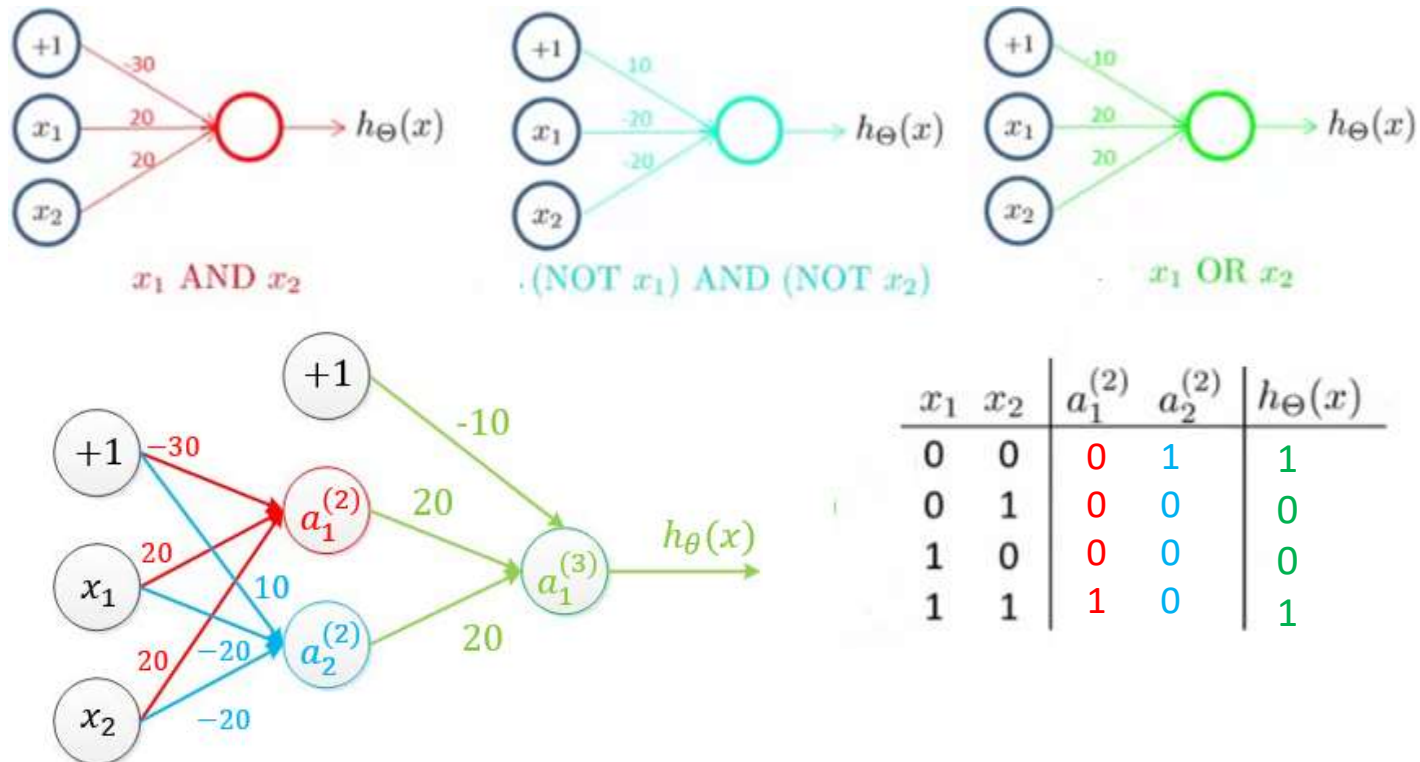 +1
-30
x₁
20
20
x₂
h_Θ(x)
x₁ AND x₂
+1
10
x₁
-20
-20
x₂
h_Θ(x)
(NOT x₁) AND (NOT x₂)
+1
-10
x₁
20
20
x₂
h_Θ(x)
x₁ OR x₂
+1
-10
+1
−30
a₁⁽²⁾
20
x₁
20
10
a₁⁽³⁾
h_θ(x)
20
−20
a₂⁽²⁾
20
x₂
−20
x₁ x₂ a₁⁽²⁾ a₂⁽²⁾ h_Θ(x)
0 0 0 1 1
0 1 0 0 0
1 0 0 0 0
1 1 1 0 1